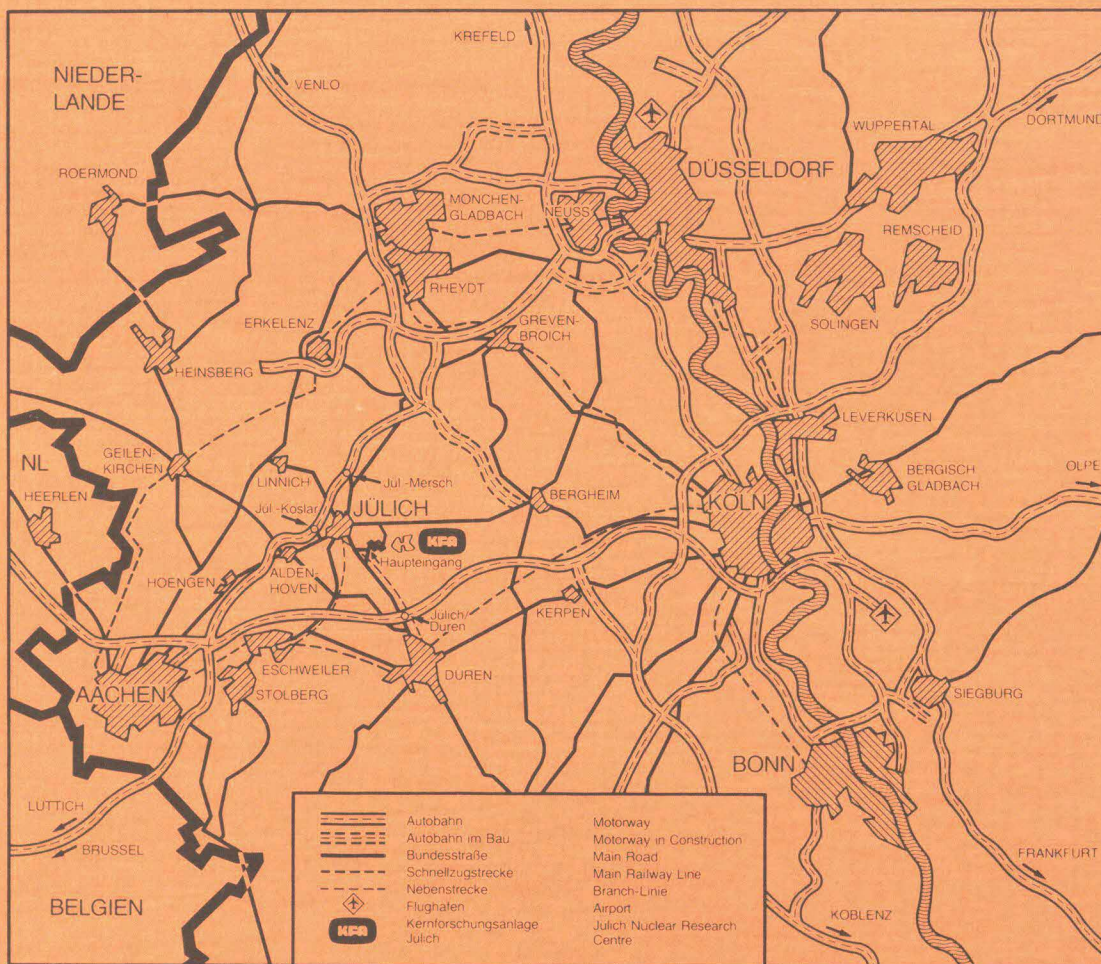 KREFELD
NIEDER-
LANDE
VENLO
DORTMUND
WUPPERTAL
DÜSSELDORF
ROERMOND
MÖNCHEN-
GLADBACH
NEUSS
REMSCHEID
RHEYDT
SOLINGEN
ERKELENZ
GREVEN-
BROICH
HEINSBERG
LEVERKUSEN
GEILEN-
KIRCHEN
NL
HEERLEN
LINNICH
Jül.-Mersch
BERGISCH
GLADBACH
OLPE
BERGHEIM
KÖLN
Jül.-Koslar
JÜLICH
KFA
Haupteingang
ALDEN-
HOVEN
HOENGEN
KERPEN
Jülich/
Düren
ESCHWEILER
DÜREN
AACHEN
STOLBERG
SIEGBURG
BONN
LÜTTICH
BRÜSSEL
FRANKFURT
BELGIEN
KOBLENZ
Autobahn Motorway
Autobahn im Bau Motorway in Construction
Bundesstraße Main Road
Schnellzugstrecke Main Railway Line
Nebenstrecke Branch-Linie
Flughafen Airport
KFA Kernforschungsanlage Jülich Nuclear Research
Jülich Centre